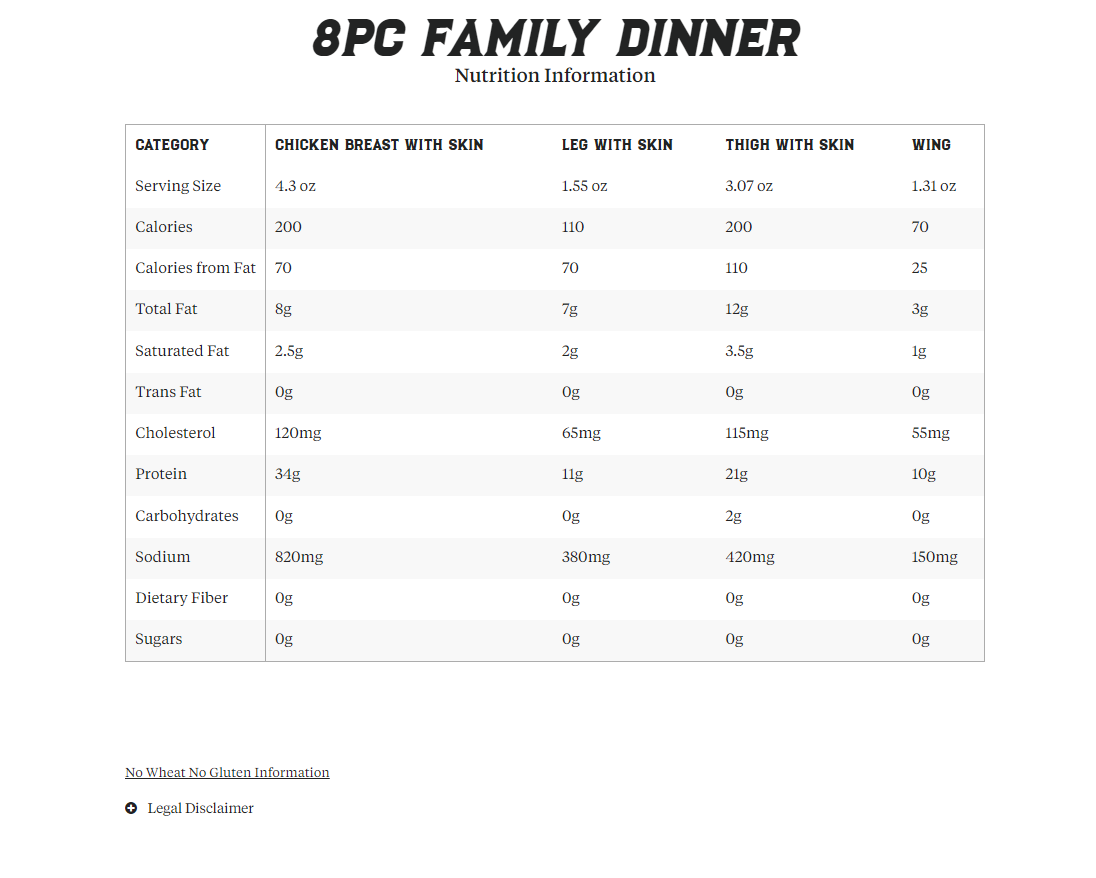 8PC FAMILY DINNER
Nutrition Information
CATEGORY CHICKEN BREAST WITH SKIN LEG WITH SKIN THIGH WITH SKIN WING
Serving Size 4.3 oz 1.55 oz 3.07 oz 1.31 oz
Calories 200 110 200 70
Calories from Fat 70 70 110 25
Total Fat 8g 7g 12g 3g
Saturated Fat 2.5g 2g 3.5g 1g
Trans Fat 0g 0g 0g 0g
Cholesterol 120mg 65mg 115mg 55mg
Protein 34g 11g 21g 10g
Carbohydrates 0g 0g 2g 0g
Sodium 820mg 380mg 420mg 150mg
Dietary Fiber 0g 0g 0g 0g
Sugars 0g 0g 0g 0g
No Wheat No Gluten Information
Legal Disclaimer